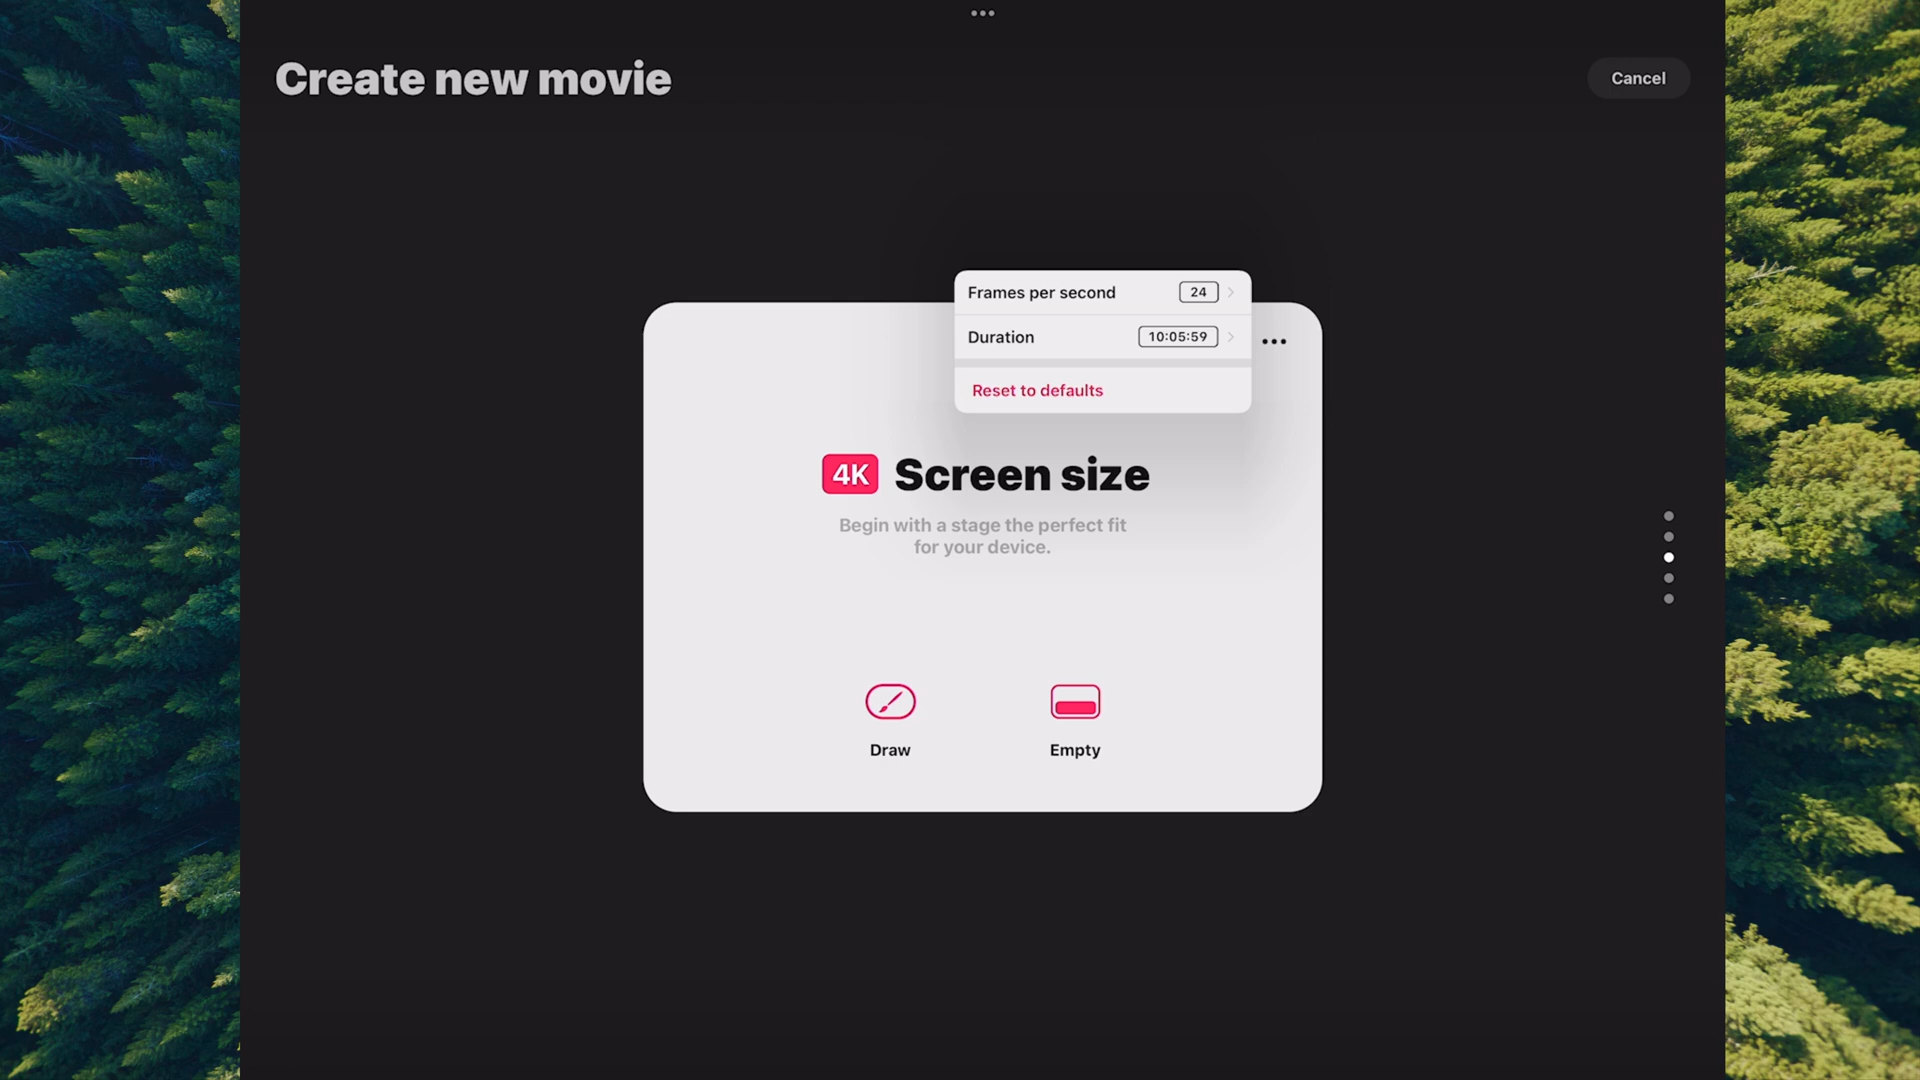 Create new movie
Cancel
Frames per second 24
Duration 10:05:59
Reset to defaults
4K Screen size
Begin with a stage the perfect fit
for your device.
Draw Empty